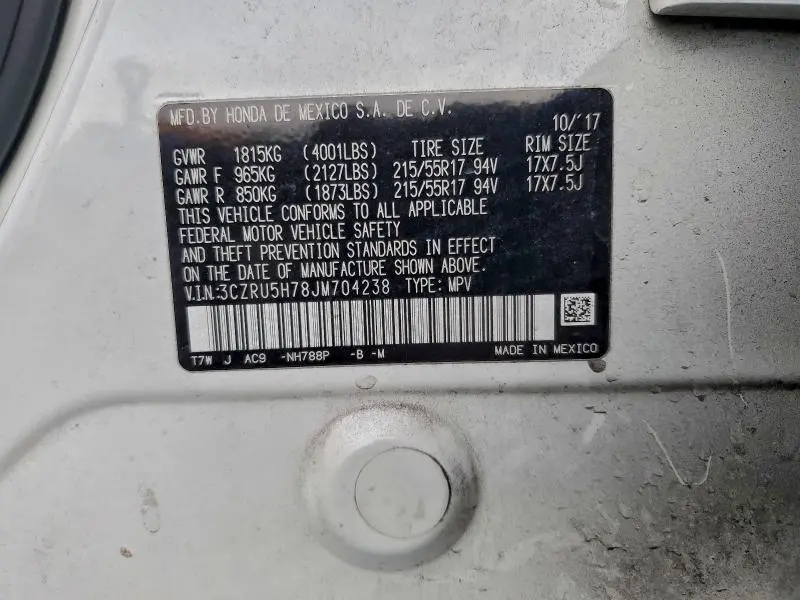 MFD.BY HONDA DE MEXICO S.A. DE C.V. 10/'17
GVWR 1815KG (4001LBS) TIRE SIZE RIM SIZE
GAWR F 965KG (2127LBS) 215/55R17 94V 17X7.5J
GAWR R 850KG (1873LBS) 215/55R17 94V 17X7.5J
THIS VEHICLE CONFORMS TO ALL APPLICABLE
FEDERAL MOTOR VEHICLE SAFETY
AND THEFT PREVENTION STANDARDS IN EFFECT
ON THE DATE OF MANUFACTURE SHOWN ABOVE.
V.I.N:3CZRU5H78JM704238 TYPE: MPV
T7W J AC9 -NH788P -B -M MADE IN MEXICO